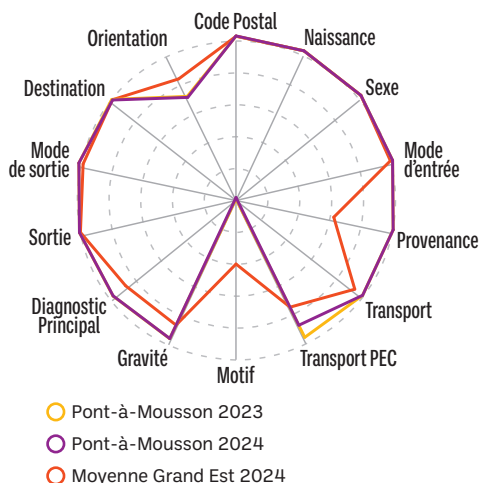 Code Postal
Naissance
Sexe
Mode
d'entrée
Provenance
Transport
Transport PEC
Motif
Gravité
Diagnostic
Principal
Sortie
Mode
de sortie
Destination
Orientation
Pont-à-Mousson 2023
Pont-à-Mousson 2024
Moyenne Grand Est 2024